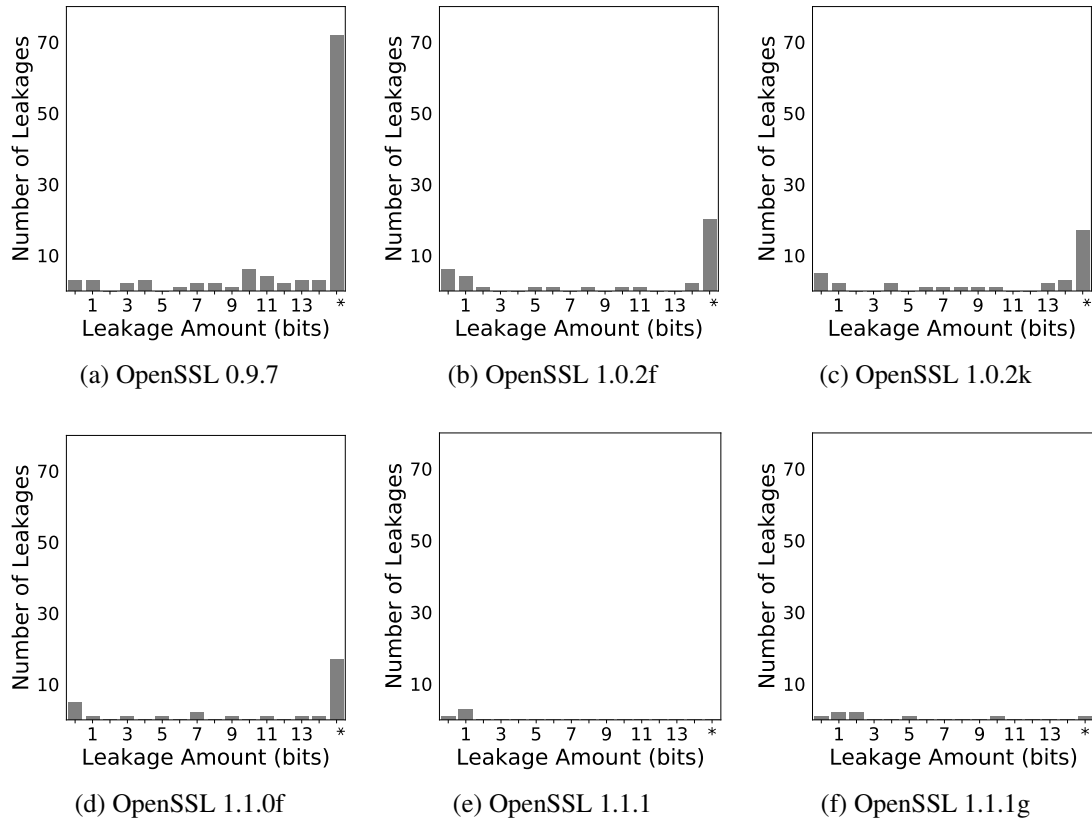 Number of Leakages
70
50
30
10
1 3 5 7 9 11 13 *
Leakage Amount (bits)
(a) OpenSSL 0.9.7
Number of Leakages
70
50
30
10
1 3 5 7 9 11 13 *
Leakage Amount (bits)
(b) OpenSSL 1.0.2f
Number of Leakages
70
50
30
10
1 3 5 7 9 11 13 *
Leakage Amount (bits)
(c) OpenSSL 1.0.2k
Number of Leakages
70
50
30
10
1 3 5 7 9 11 13 *
Leakage Amount (bits)
(d) OpenSSL 1.1.0f
Number of Leakages
70
50
30
10
1 3 5 7 9 11 13 *
Leakage Amount (bits)
(e) OpenSSL 1.1.1
Number of Leakages
70
50
30
10
1 3 5 7 9 11 13 *
Leakage Amount (bits)
(f) OpenSSL 1.1.1g